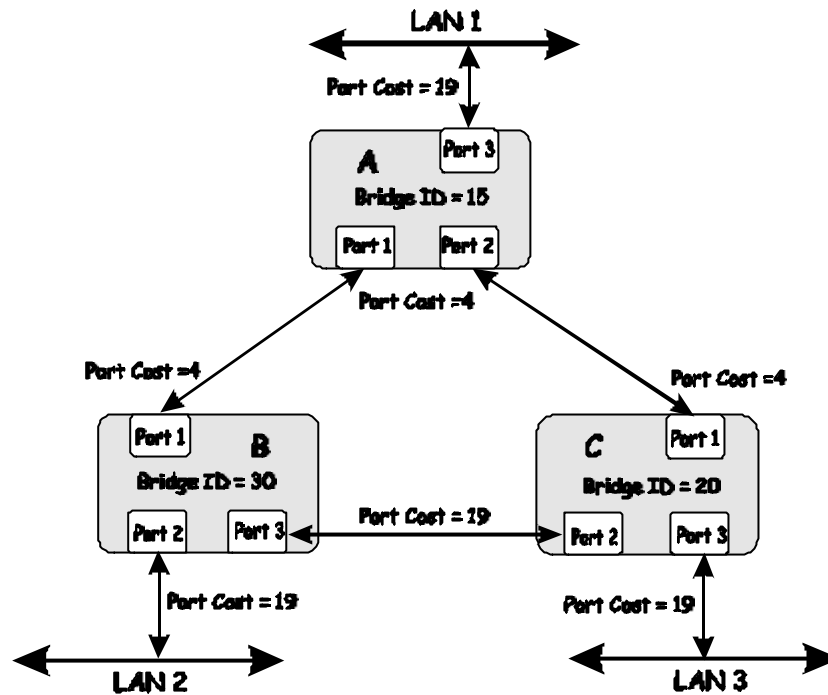 LAN 1
Port Cost = 19
Port 3
A
Bridge ID = 15
Port 1
Port 2
Port Cost =4
Port Cost =4
Port Cost =4
Port 1
B
Bridge ID = 30
Port 2
Port 3
Port Cost = 19
C
Port 1
Bridge ID = 20
Port 2
Port 3
Port Cost = 19
Port Cost = 19
LAN 2
LAN 3